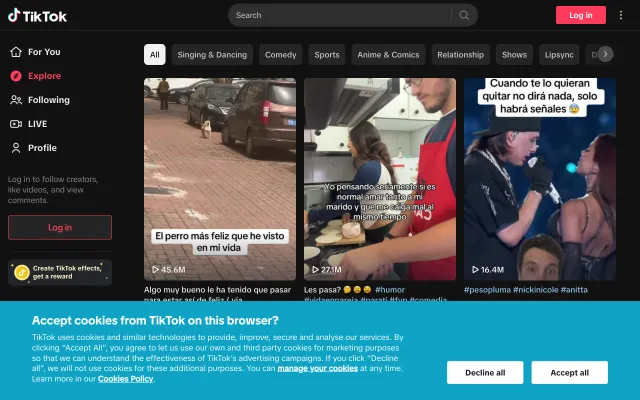 TikTok
Search
Log in
For You
Explore
Following
LIVE
Profile
Log in to follow creators,
like videos, and view
comments.
Log in
Create TikTok effects,
get a reward
All
Singing & Dancing
Comedy
Sports
Anime & Comics
Relationship
Shows
Lipsync
D
El perro más feliz que he visto
en mi vida
45.6M
Algo muy bueno le ha tenido que pasar
para estar así de feliz / via
Yo pensando seriamente si es
normal amar tanto a mi
marido y que me caiga mal al
mismo tiempo
27.1M
Les pasa? 🤔😂😂 #humor
#vidaenpareja #parati #fyp #comedia
Cuando te lo quieran
quitar no dirá nada, solo
habrá señales 😰
16.4M
#pesopluma #nickinicole #anitta
Accept cookies from TikTok on this browser?
TikTok uses cookies and similar technologies to provide, improve, secure and analyse our services. By
clicking "Accept All", you agree to let us use our own and third party cookies for marketing purposes
so that we can understand the effectiveness of TikTok's advertising campaigns. If you click "Decline
all", we will not use cookies for these additional purposes. You can manage your cookies at any time.
Learn more in our Cookies Policy.
Decline all
Accept all